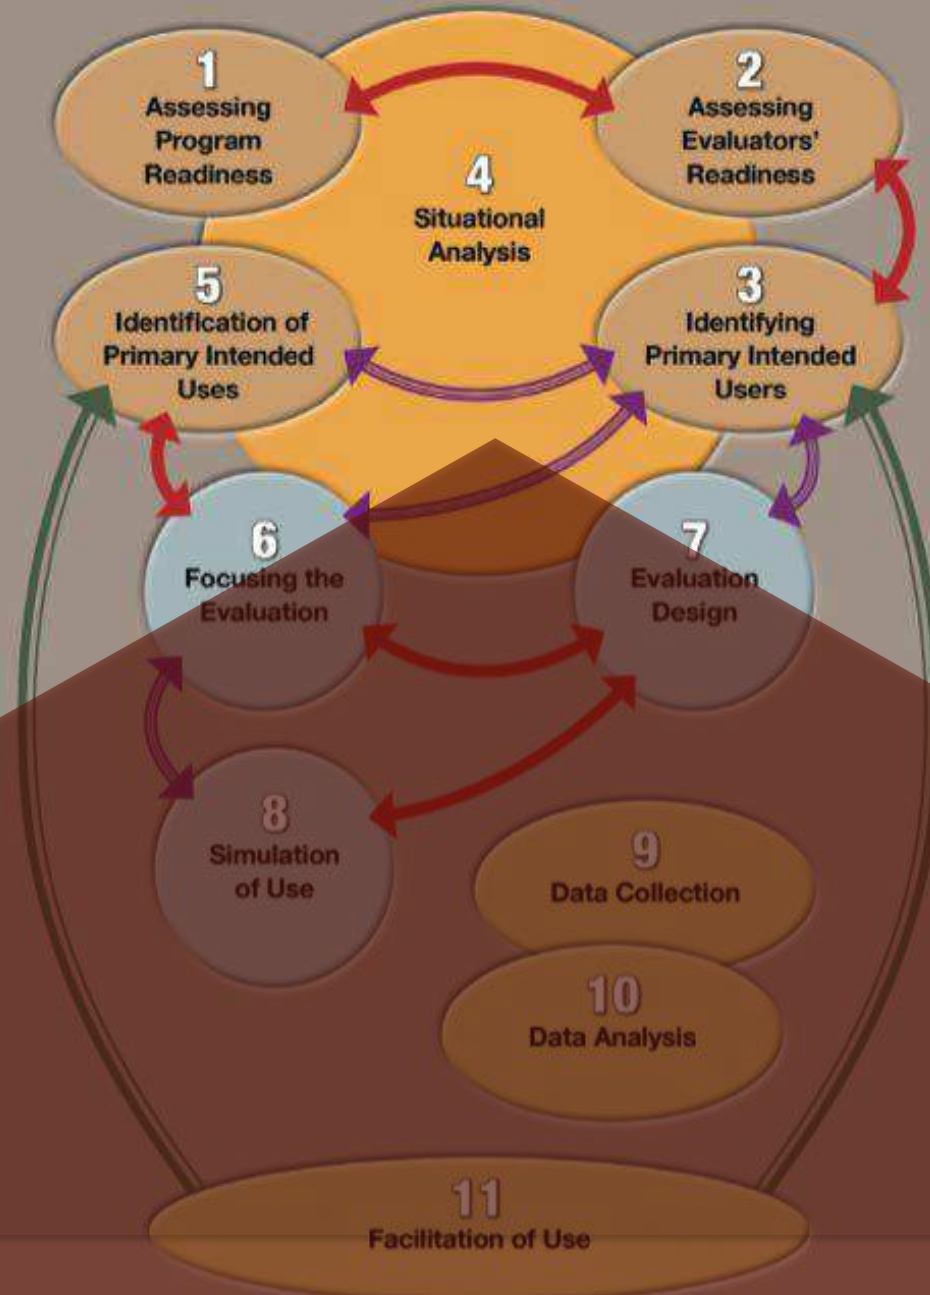 1
Assessing
Program
Readiness
2
Assessing
Evaluators'
Readiness
4
Situational
Analysis
5
Identification of
Primary Intended
Uses
3
Identifying
Primary Intended
Users
6
Focusing the
Evaluation
7
Evaluation
Design
8
Simulation
of Use
9
Data Collection
10
Data Analysis
11
Facilitation of Use